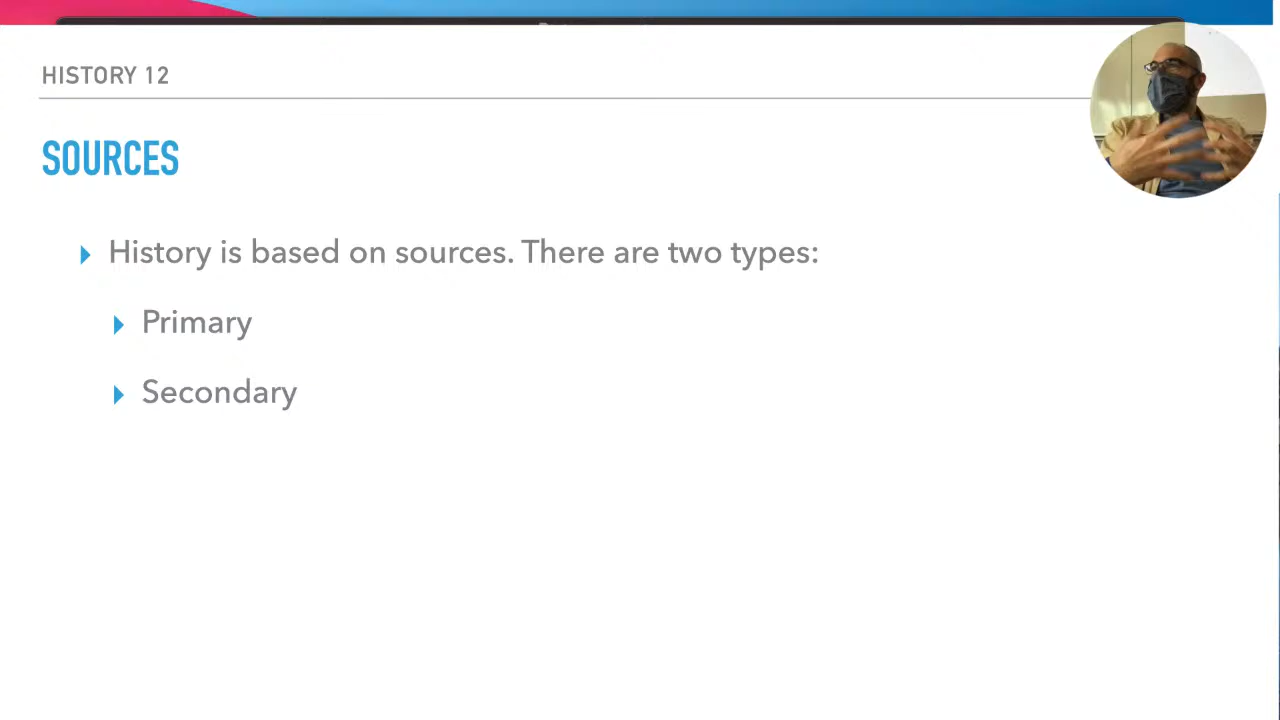 HISTORY 12
SOURCES
History is based on sources. There are two types:
Primary
Secondary